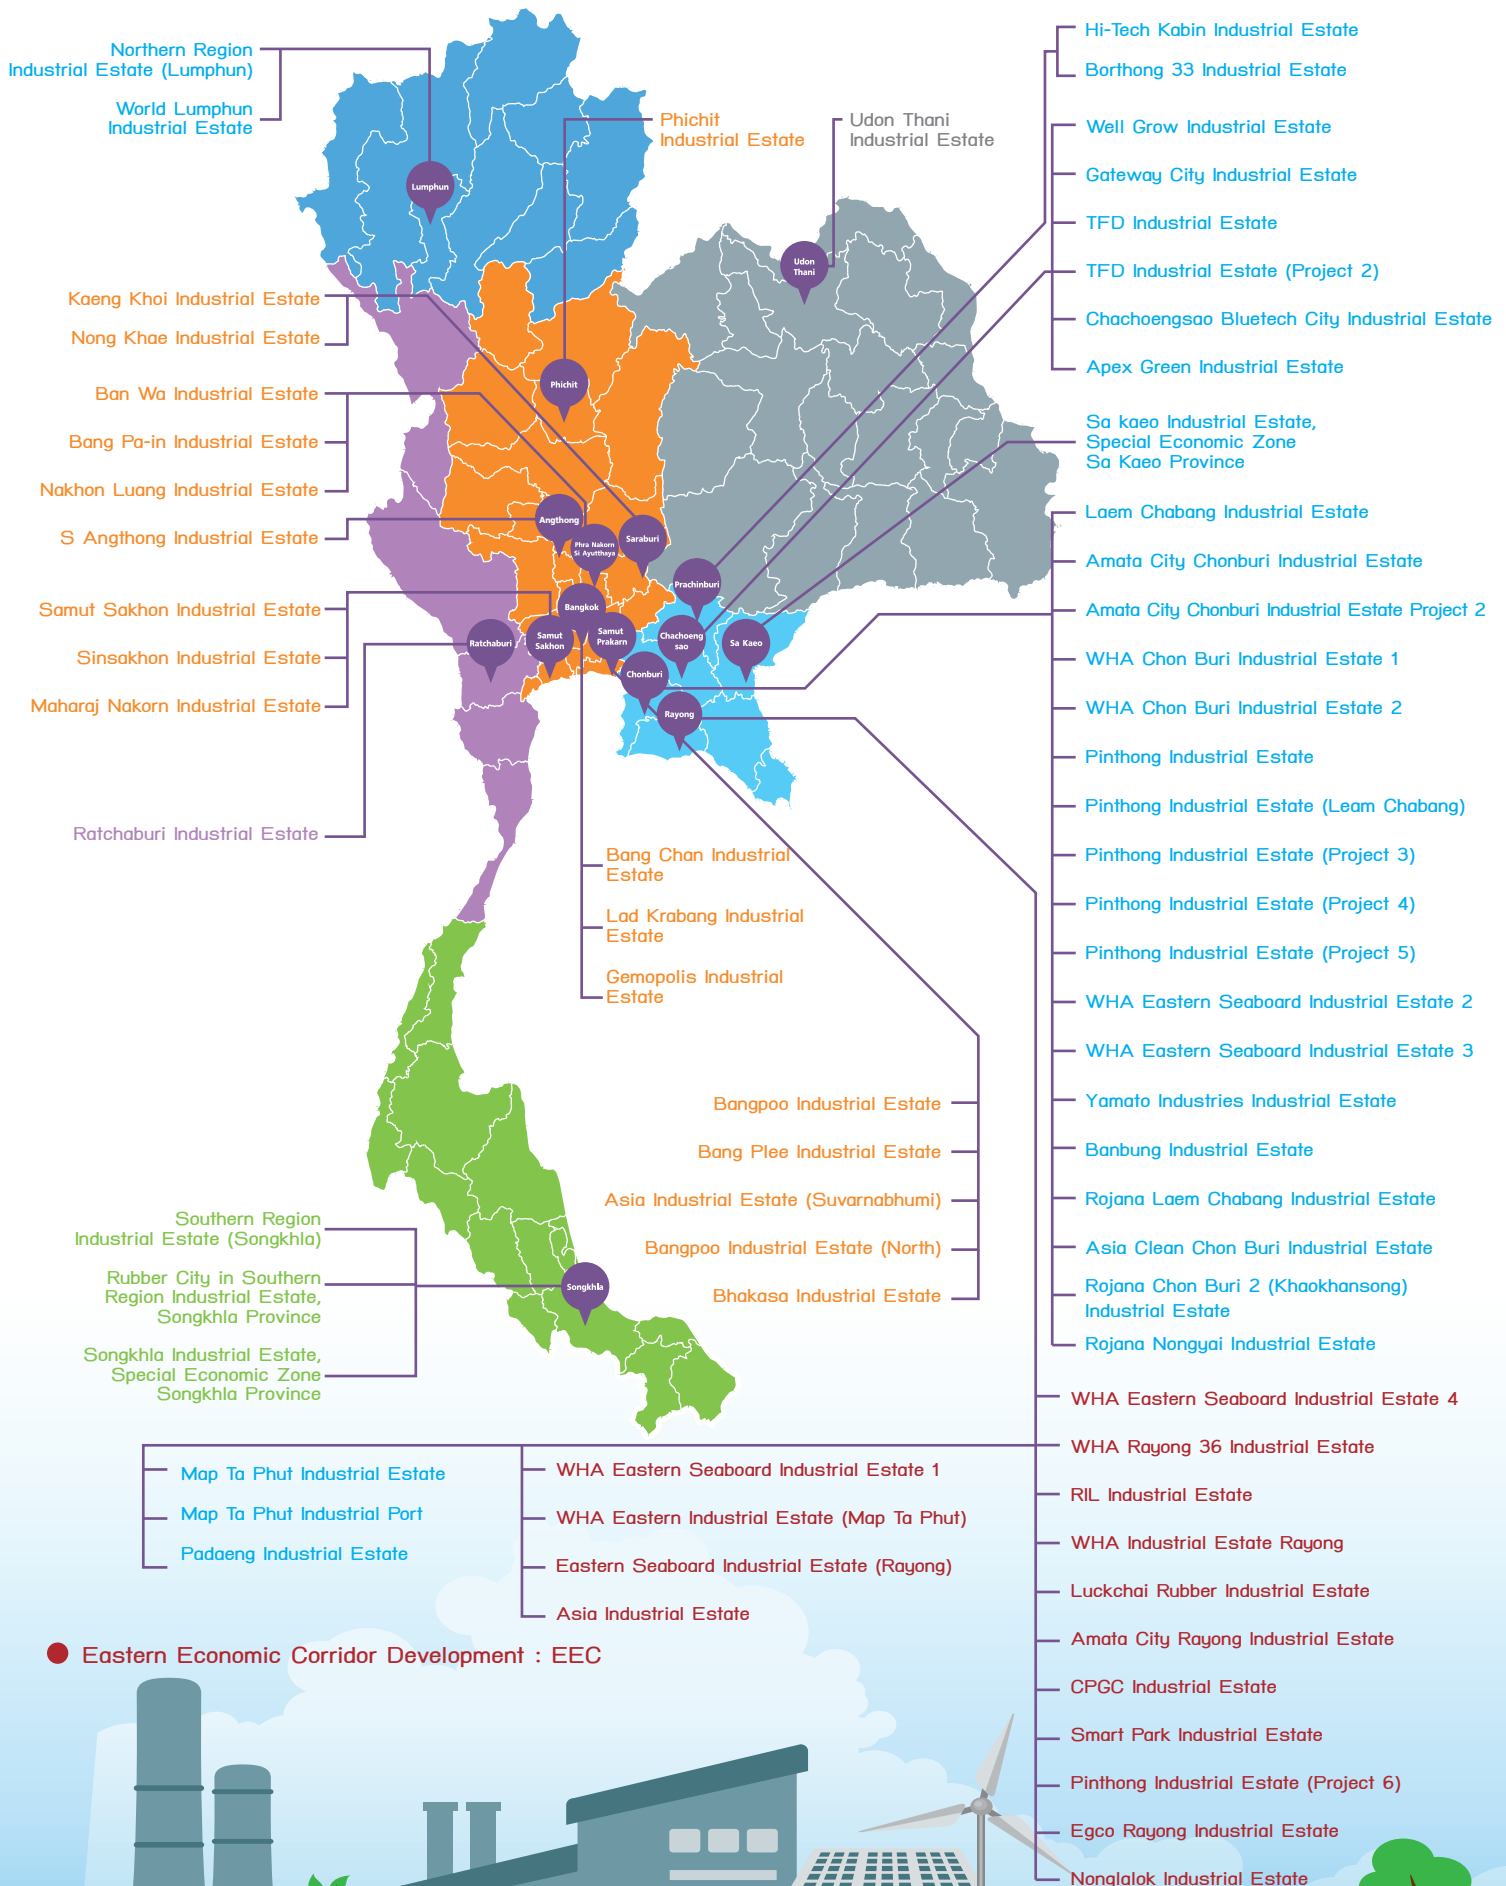 Northern Region
Industrial Estate (Lumphun)
World Lumphun
Industrial Estate
Lumphun
Phichit
Industrial Estate
Udon Thani
Industrial Estate
Udon
Thani
Hi-Tech Kabin Industrial Estate
Borthong 33 Industrial Estate
Well Grow Industrial Estate
Gateway City Industrial Estate
TFD Industrial Estate
TFD Industrial Estate (Project 2)
Chachoengsao Bluetech City Industrial Estate
Apex Green Industrial Estate
Sa kaeo Industrial Estate,
Special Economic Zone
Sa Kaeo Province
Kaeng Khoi Industrial Estate
Nong Khae Industrial Estate
Ban Wa Industrial Estate
Bang Pa-in Industrial Estate
Nakhon Luang Industrial Estate
S Angthong Industrial Estate
Samut Sakhon Industrial Estate
Sinsakhon Industrial Estate
Maharaj Nakorn Industrial Estate
Ratchaburi Industrial Estate
Phichit
Angthong
Phra Nakorn
Si Ayutthaya
Saraburi
Prachinburi
Bangkok
Ratchaburi
Samut
Sakhon
Samut
Prakarn
Chachoeng
sao
Sa Kaeo
Chonburi
Rayong
Laem Chabang Industrial Estate
Amata City Chonburi Industrial Estate
Amata City Chonburi Industrial Estate Project 2
WHA Chon Buri Industrial Estate 1
WHA Chon Buri Industrial Estate 2
Pinthong Industrial Estate
Pinthong Industrial Estate (Leam Chabang)
Pinthong Industrial Estate (Project 3)
Pinthong Industrial Estate (Project 4)
Pinthong Industrial Estate (Project 5)
WHA Eastern Seaboard Industrial Estate 2
WHA Eastern Seaboard Industrial Estate 3
Yamato Industries Industrial Estate
Banbung Industrial Estate
Rojana Laem Chabang Industrial Estate
Asia Clean Chon Buri Industrial Estate
Rojana Chon Buri 2 (Khaokhansong)
Industrial Estate
Rojana Nongyai Industrial Estate
Bang Chan Industrial
Estate
Lad Krabang Industrial
Estate
Gemopolis Industrial
Estate
Bangpoo Industrial Estate
Bang Plee Industrial Estate
Asia Industrial Estate (Suvarnabhumi)
Bangpoo Industrial Estate (North)
Bhakasa Industrial Estate
Southern Region
Industrial Estate (Songkhla)
Rubber City in Southern
Region Industrial Estate,
Songkhla Province
Songkhla Industrial Estate,
Special Economic Zone
Songkhla Province
Songkhla
WHA Eastern Seaboard Industrial Estate 4
WHA Rayong 36 Industrial Estate
RIL Industrial Estate
WHA Industrial Estate Rayong
Luckchai Rubber Industrial Estate
Amata City Rayong Industrial Estate
CPGC Industrial Estate
Smart Park Industrial Estate
Pinthong Industrial Estate (Project 6)
Egco Rayong Industrial Estate
Nonglalok Industrial Estate
Map Ta Phut Industrial Estate
Map Ta Phut Industrial Port
Padaeng Industrial Estate
WHA Eastern Seaboard Industrial Estate 1
WHA Eastern Industrial Estate (Map Ta Phut)
Eastern Seaboard Industrial Estate (Rayong)
Asia Industrial Estate
Eastern Economic Corridor Development : EEC